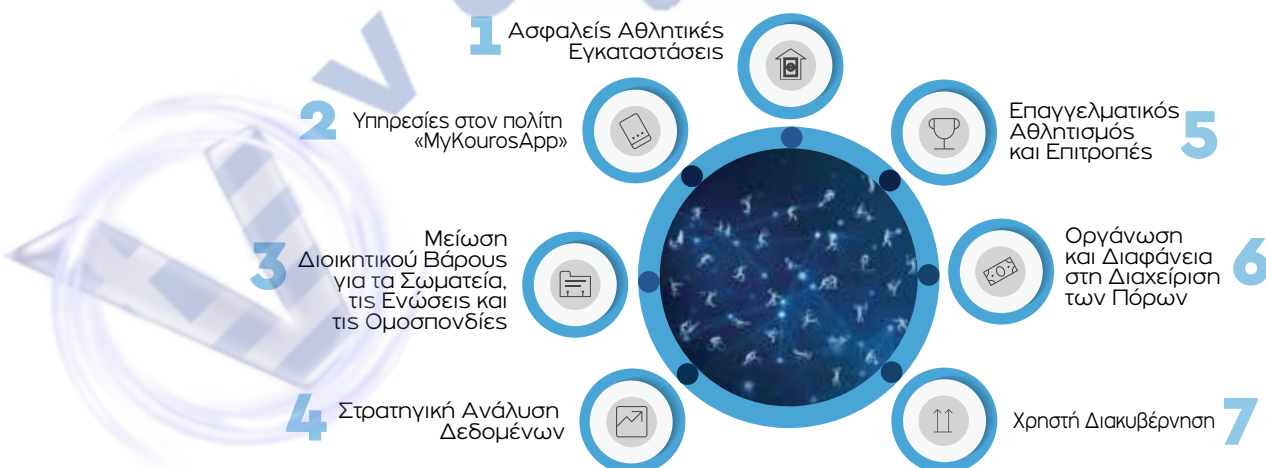 1
Ασφαλείς Αθλητικές
Εγκαταστάσεις
2
Υπηρεσίες στον πολίτη
«MyKourosApp»
3
Μείωση
Διοικητικού Βάρους
για τα Σωματεία,
τις Ενώσεις και
τις Ομοσπονδίες
4
Στρατηγική Ανάλυση
Δεδομένων
Επαγγελματικός
Αθλητισμός
και Επιτροπές
5
Οργάνωση
και Διαφάνεια
στη Διαχείριση
των Πόρων
6
Χρηστή Διακυβέρνηση
7